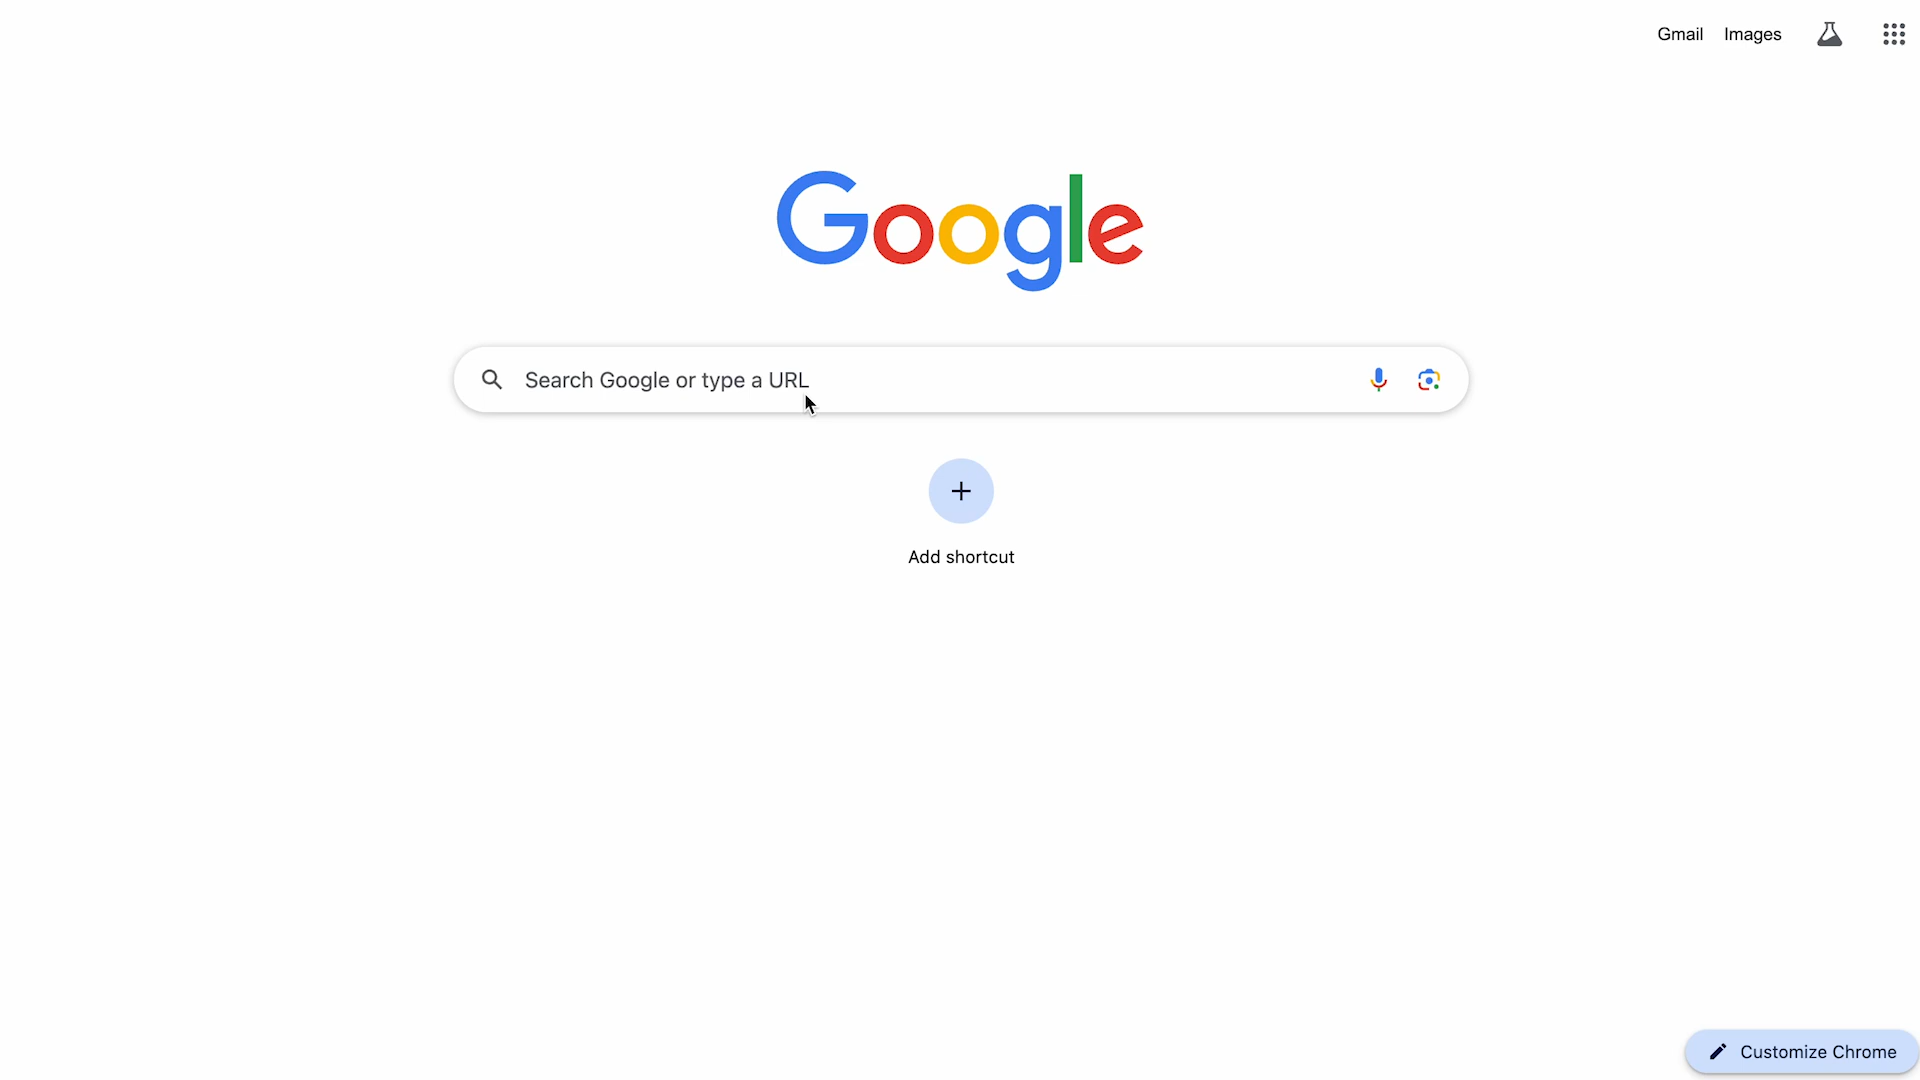 Gmail Images
Google
Search Google or type a URL
Add shortcut
Customize Chrome